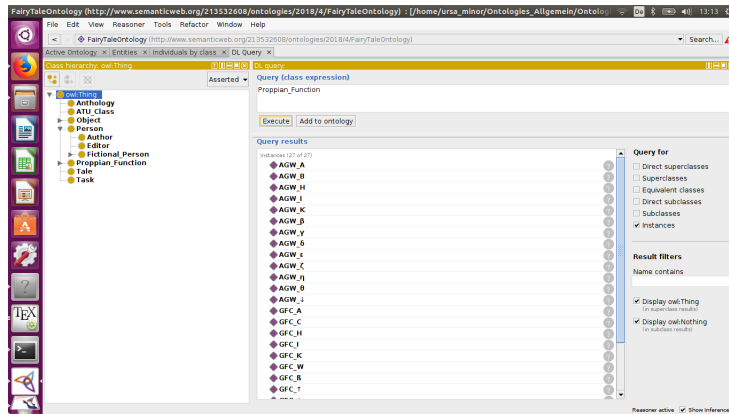 FairyTaleOntology (http://www.semanticweb.org/213532608/ontologies/2018/4/FairyTaleOntology) : [/home/ursa_minor/Ontologies_Allgemein/Ontolog
De
13:13
File Edit View Reasoner Tools Refactor Window Help
< > FairyTaleOntology (http://www.semanticweb.org/213532608/ontologies/2018/4/FairyTaleOntology)
Search...
Active Ontology × Entities × Individuals by class × DL Query ×
Class hierarchy: owl:Thing
Asserted
owl:Thing
Anthology
ATU_Class
Object
Person
Author
Editor
Fictional_Person
Proppian_Function
Tale
Task
DL query:
Query (class expression)
Proppian_Function
Execute Add to ontology
Query results
Instances (27 of 27)
AGW_A
AGW_B
AGW_H
AGW_I
AGW_K
AGW_β
AGW_γ
AGW_δ
AGW_ε
AGW_ζ
AGW_η
AGW_θ
AGW_↓
GFC_A
GFC_C
GFC_H
GFC_I
GFC_K
GFC_W
GFC_ß
GFC_↑
Query for
Direct superclasses
Superclasses
Equivalent classes
Direct subclasses
Subclasses
Instances
Result filters
Name contains
Display owl:Thing
(in superclass results)
Display owl:Nothing
(in subclass results)
Reasoner active Show Inference
TEX